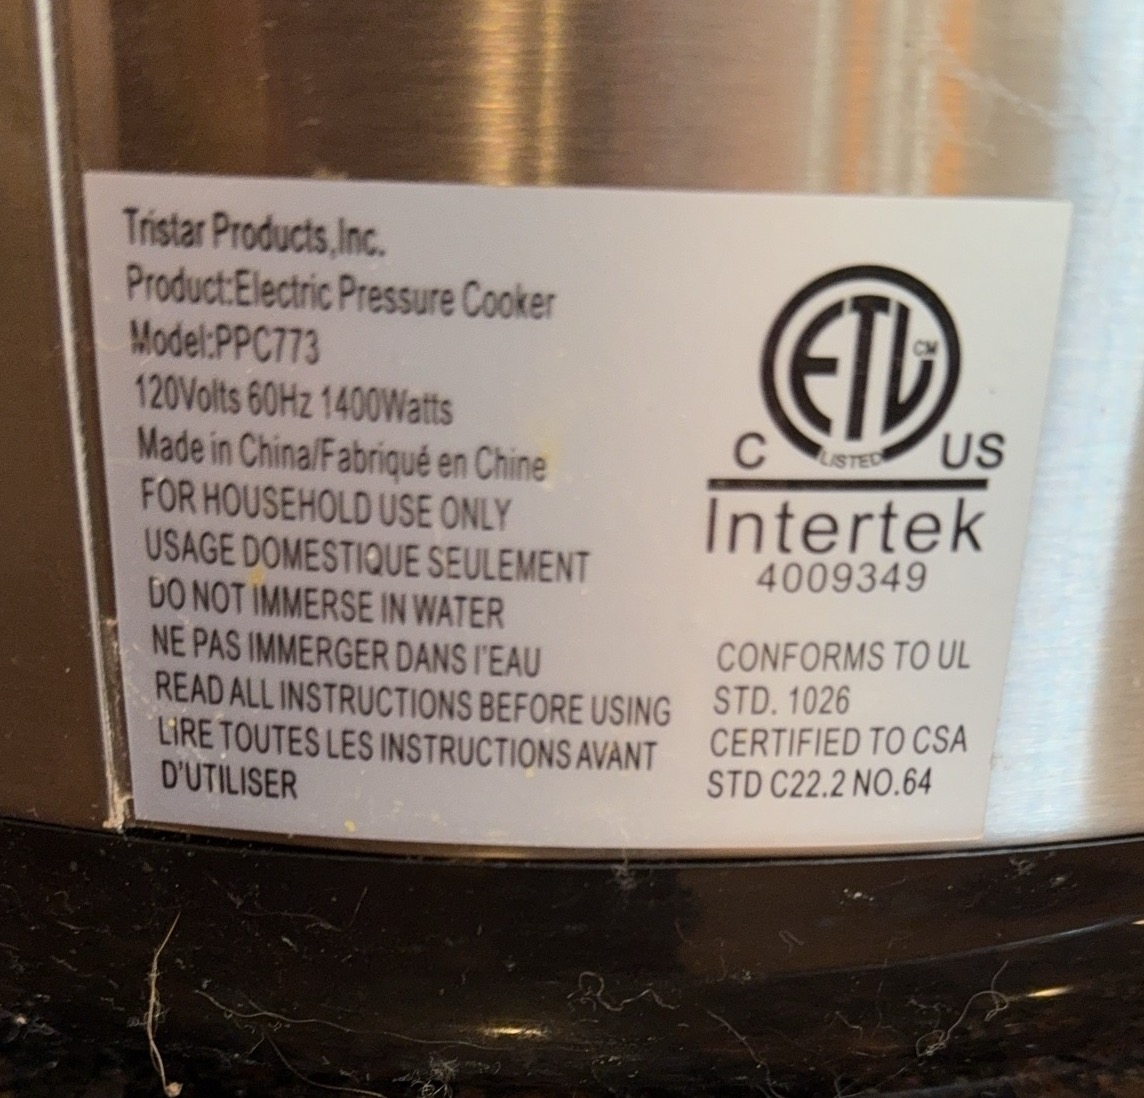 Tristar Products,Inc.
Product:Electric Pressure Cooker
Model:PPC773
120Volts 60Hz 1400Watts
Made in China/Fabriqué en Chine
FOR HOUSEHOLD USE ONLY
USAGE DOMESTIQUE SEULEMENT
DO NOT IMMERSE IN WATER
NE PAS IMMERGER DANS l'EAU
READ ALL INSTRUCTIONS BEFORE USING
LIRE TOUTES LES INSTRUCTIONS AVANT
D'UTILISER
ETL CM
C LISTED US
Intertek
4009349
CONFORMS TO UL
STD. 1026
CERTIFIED TO CSA
STD C22.2 NO.64